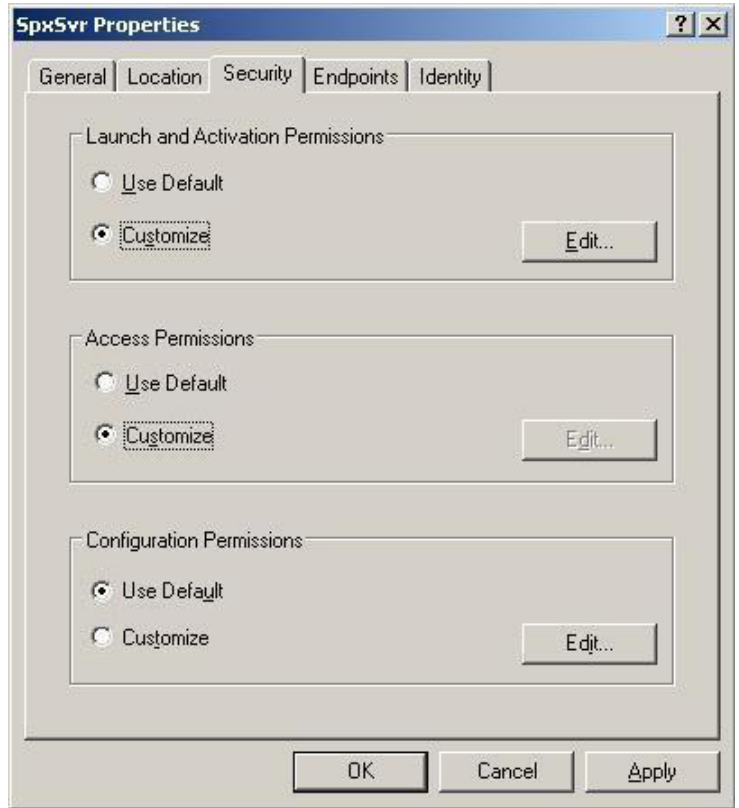 SpxSvr Properties
General Location Security Endpoints Identity
Launch and Activation Permissions
Use Default
Customize Edit...
Access Permissions
Use Default
Customize Edit...
Configuration Permissions
Use Default
Customize Edit...
OK Cancel Apply